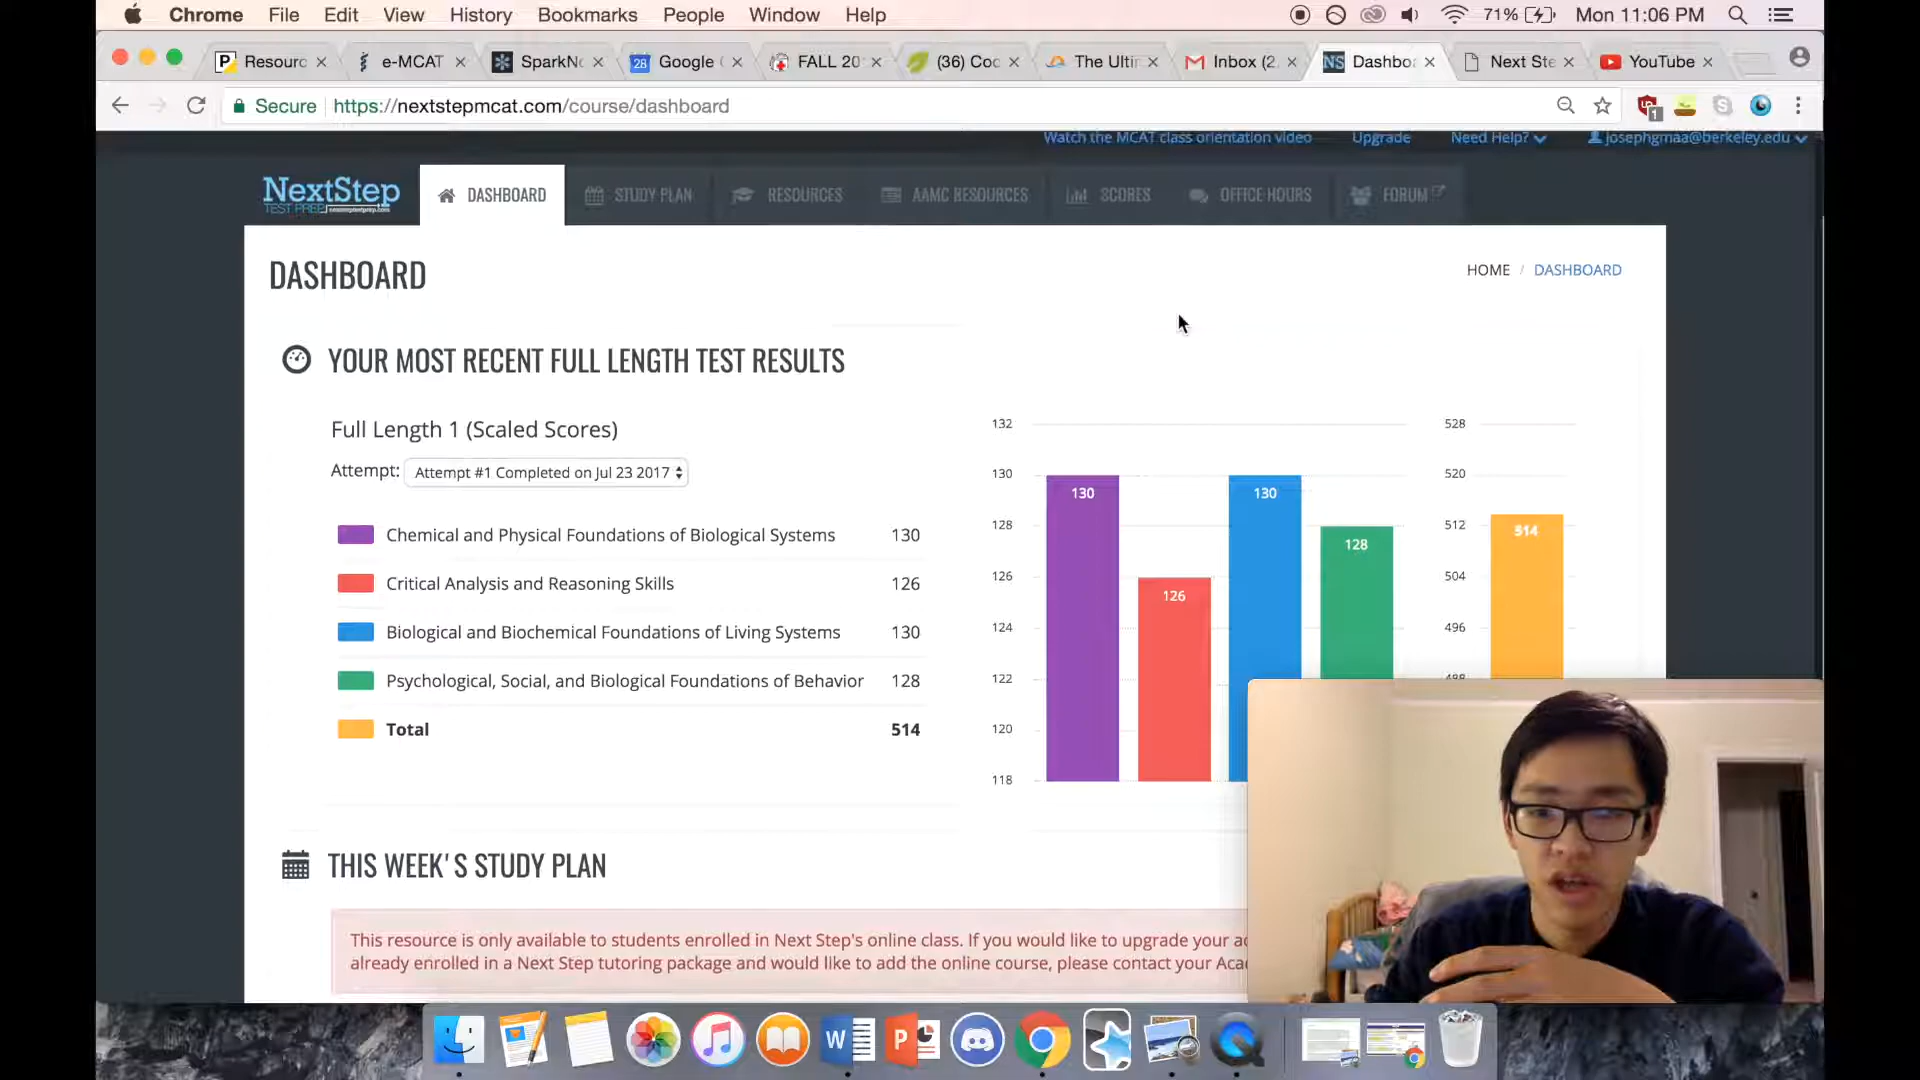 Chrome File Edit View History Bookmarks People Window Help 71% Mon 11:06 PM
Resourc e-MCAT SparkNo 28 Google FALL 20 (36) Coc The Ultin Inbox (2, NS Dashboa Next Ste YouTube
Secure https://nextstepmcat.com/course/dashboard 1
Watch the MCAT class orientation video Upgrade Need Help? josephgmaa@berkeley.edu
NextStep
TEST PREP
DASHBOARD STUDY PLAN RESOURCES AAMC RESOURCES SCORES OFFICE HOURS FORUM
DASHBOARD
HOME / DASHBOARD
YOUR MOST RECENT FULL LENGTH TEST RESULTS
Full Length 1 (Scaled Scores)
Attempt: Attempt #1 Completed on Jul 23 2017
Chemical and Physical Foundations of Biological Systems 130
Critical Analysis and Reasoning Skills 126
Biological and Biochemical Foundations of Living Systems 130
Psychological, Social, and Biological Foundations of Behavior 128
Total 514
132
130
128
126
124
122
120
118
130
126
130
128
528
520
512
504
496
514
THIS WEEK'S STUDY PLAN
This resource is only available to students enrolled in Next Step's online class. If you would like to upgrade your ac
already enrolled in a Next Step tutoring package and would like to add the online course, please contact your Aca
W P